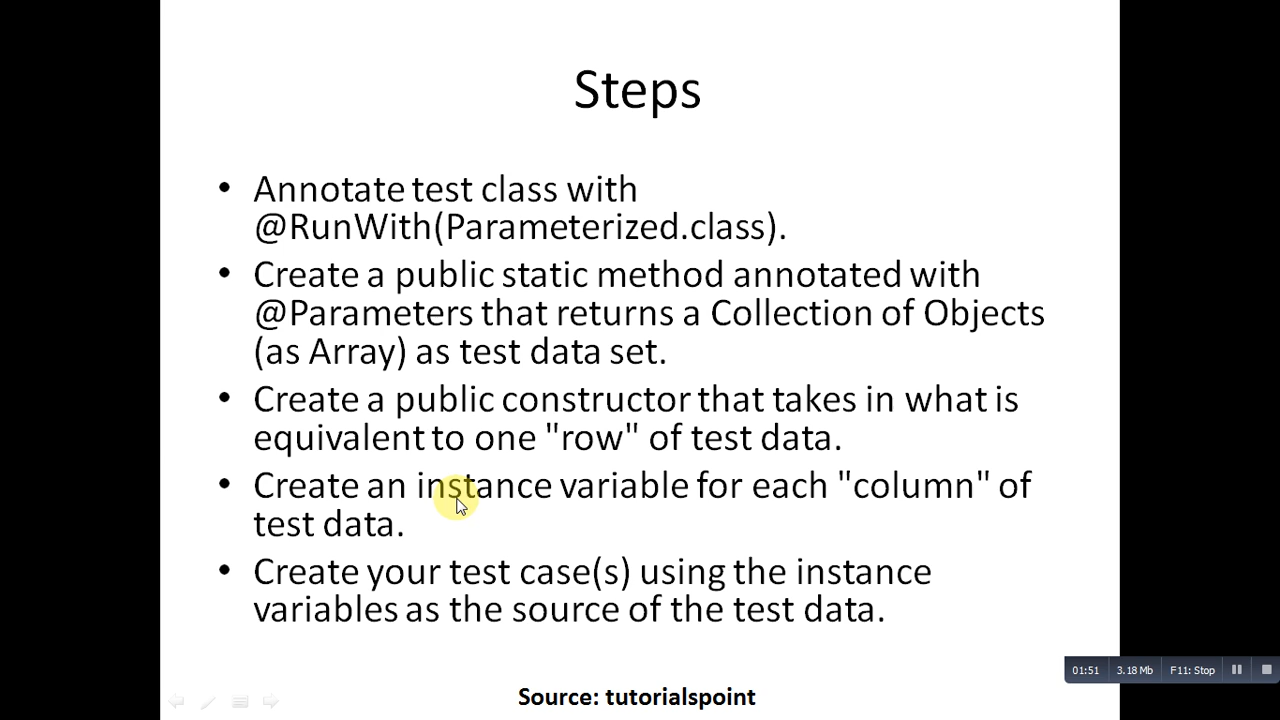 Steps
• Annotate test class with
@RunWith(Parameterized.class).
• Create a public static method annotated with
@Parameters that returns a Collection of Objects
(as Array) as test data set.
• Create a public constructor that takes in what is
equivalent to one "row" of test data.
• Create an instance variable for each "column" of
test data.
• Create your test case(s) using the instance
variables as the source of the test data.
01:51 3.18 Mb F11: Stop
Source: tutorialspoint